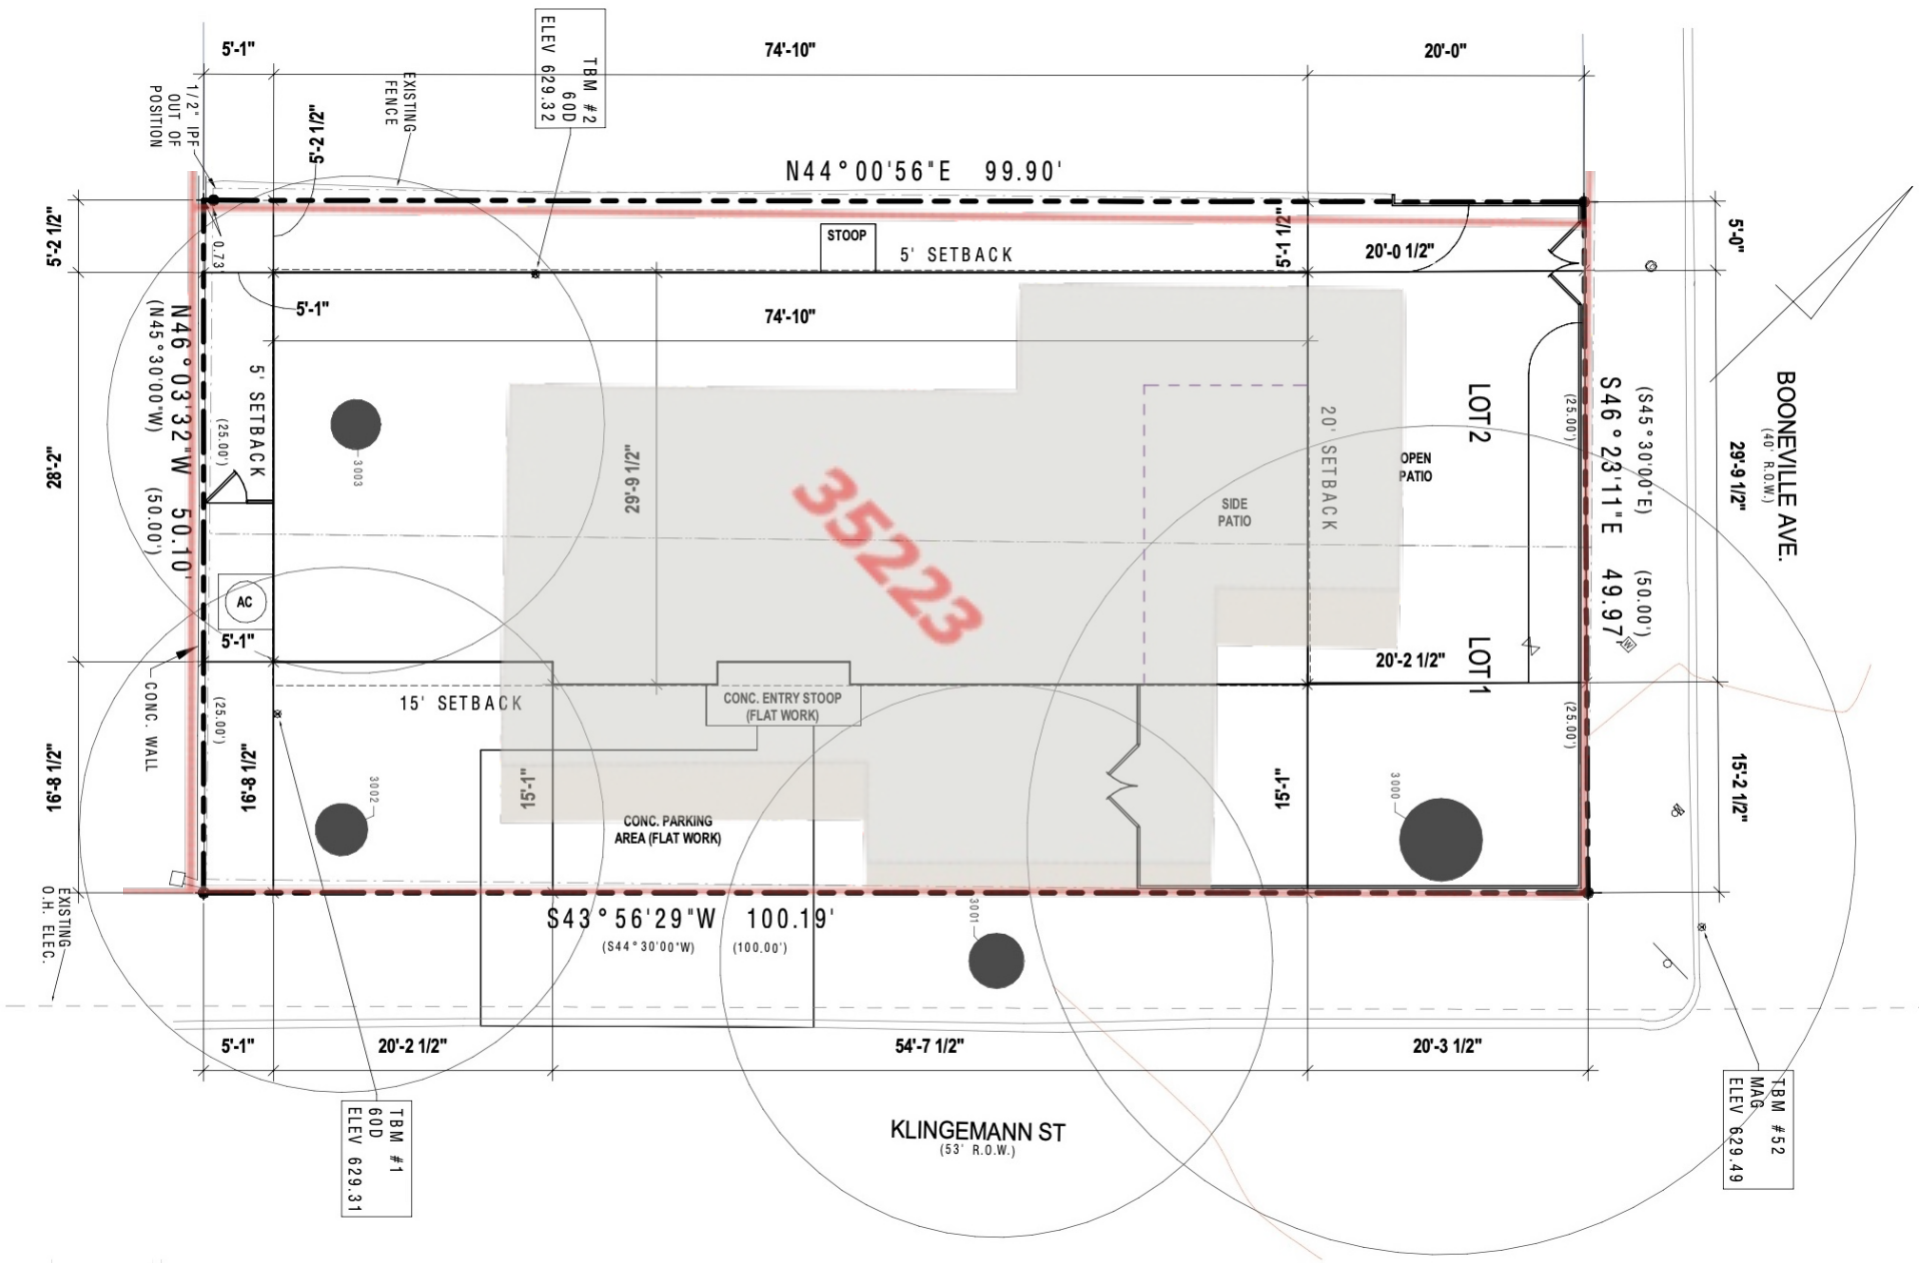 5'-1"
74'-10"
20'-0"
TBM #2
60D
ELEV 629.32
EXISTING
FENCE
1/2" IPF
OUT OF
POSITION
5'-2 1/2"
N44°00'56"E 99.90'
5'-2 1/2"
0.73
STOOP
5' SETBACK
5'-1 1/2"
20'-0 1/2"
5'-0"
5'-1"
74'-10"
N46°03'32"W 50.10'
(N45°30'00"W) (50.00')
5' SETBACK
(25.00')
3003
28'-2"
29'-9 1/2"
35223
SIDE
PATIO
20' SETBACK
OPEN
PATIO
LOT 2
(25.00')
S46°23'11"E 49.97'
(S45°30'00"E) (50.00')
W
29'-9 1/2"
BOONEVILLE AVE.
(40' R.O.W.)
AC
5'-1"
20'-2 1/2"
LOT 1
(25.00')
CONC. WALL
(25.00')
15' SETBACK
CONC. ENTRY STOOP
(FLAT WORK)
16'-8 1/2"
16'-8 1/2"
3002
15'-1"
CONC. PARKING
AREA (FLAT WORK)
15'-1"
3000
15'-2 1/2"
EXISTING
O.H. ELEC.
S43°56'29"W 100.19'
(S44°30'00"W) (100.00')
3001
5'-1"
20'-2 1/2"
54'-7 1/2"
20'-3 1/2"
TBM #1
60D
ELEV 629.31
KLINGEMANN ST
(53' R.O.W.)
TBM #52
MAG
ELEV 629.49